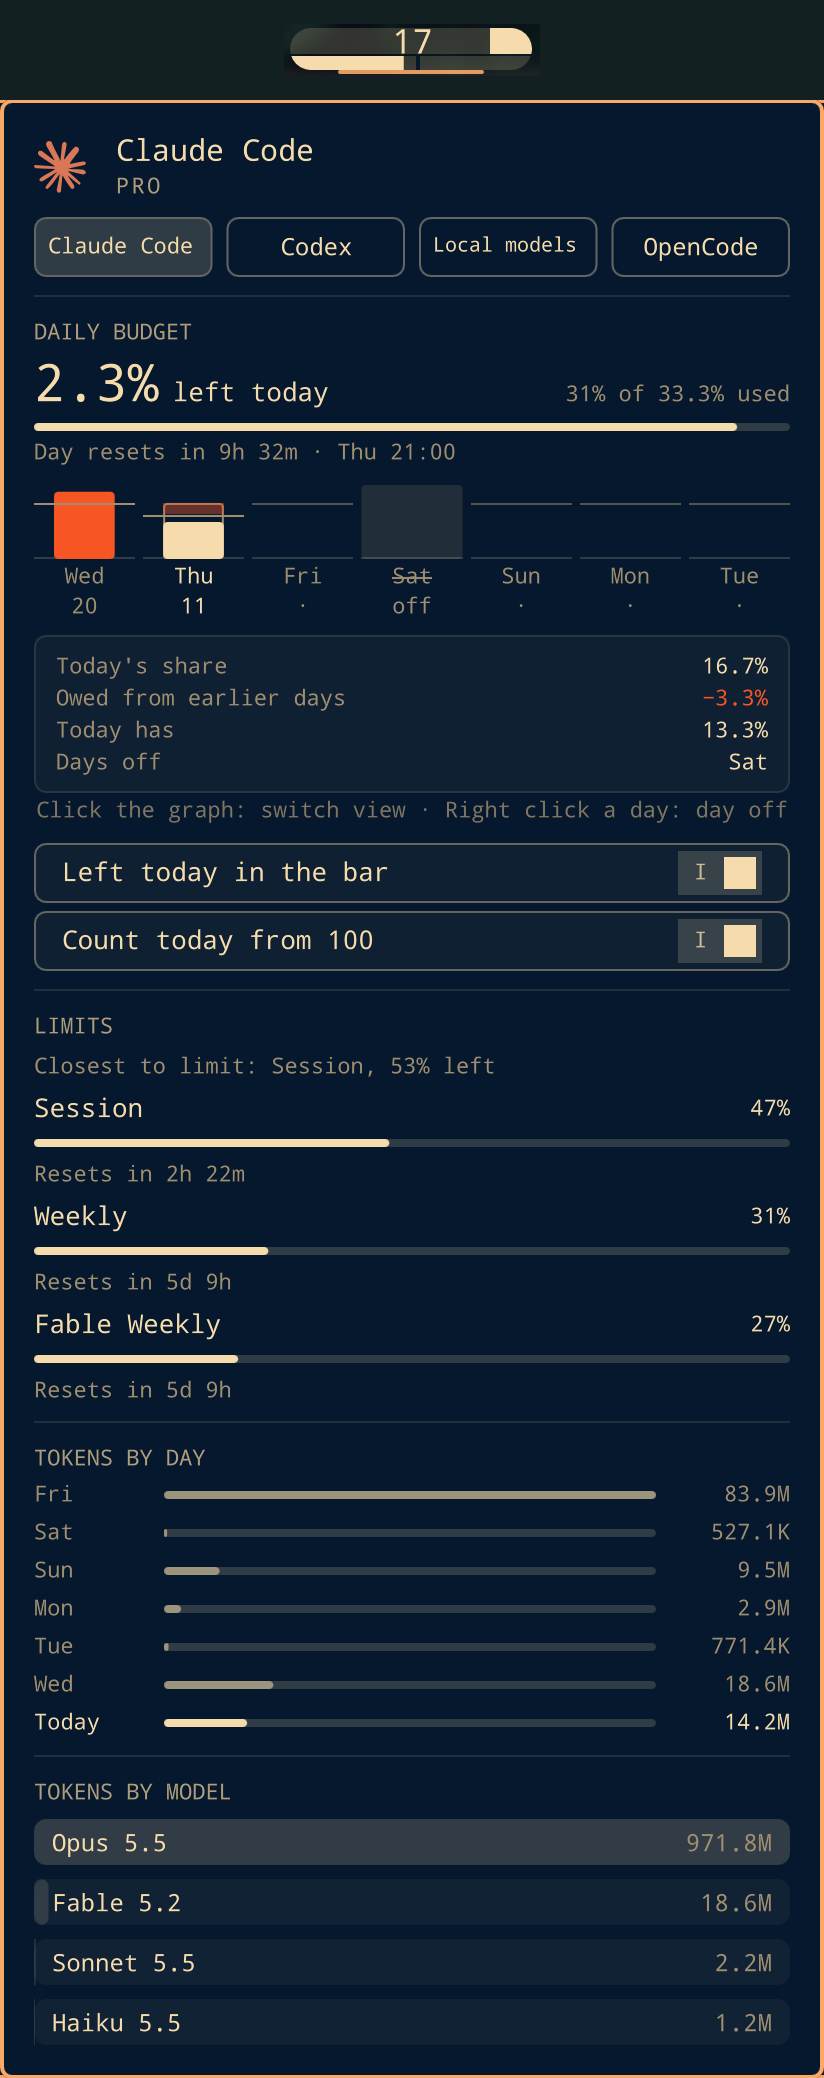 17
Claude Code
PRO
Claude Code Codex Local models OpenCode
DAILY BUDGET
2.3% left today 31% of 33.3% used
Day resets in 9h 32m · Thu 21:00
Wed Thu Fri Sat Sun Mon Tue
20 11 · off · · ·
Today's share 16.7%
Owed from earlier days −3.3%
Today has 13.3%
Days off Sat
Click the graph: switch view · Right click a day: day off
Left today in the bar I
Count today from 100 I
LIMITS
Closest to limit: Session, 53% left
Session 47%
Resets in 2h 22m
Weekly 31%
Resets in 5d 9h
Fable Weekly 27%
Resets in 5d 9h
TOKENS BY DAY
Fri 83.9M
Sat 527.1K
Sun 9.5M
Mon 2.9M
Tue 771.4K
Wed 18.6M
Today 14.2M
TOKENS BY MODEL
Opus 5.5 971.8M
Fable 5.2 18.6M
Sonnet 5.5 2.2M
Haiku 5.5 1.2M